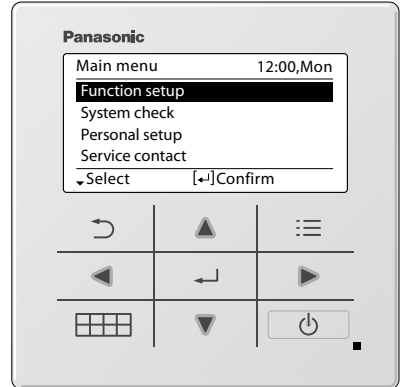 Panasonic
Main menu 12:00,Mon
Function setup
System check
Personal setup
Service contact
Select [↵]Confirm